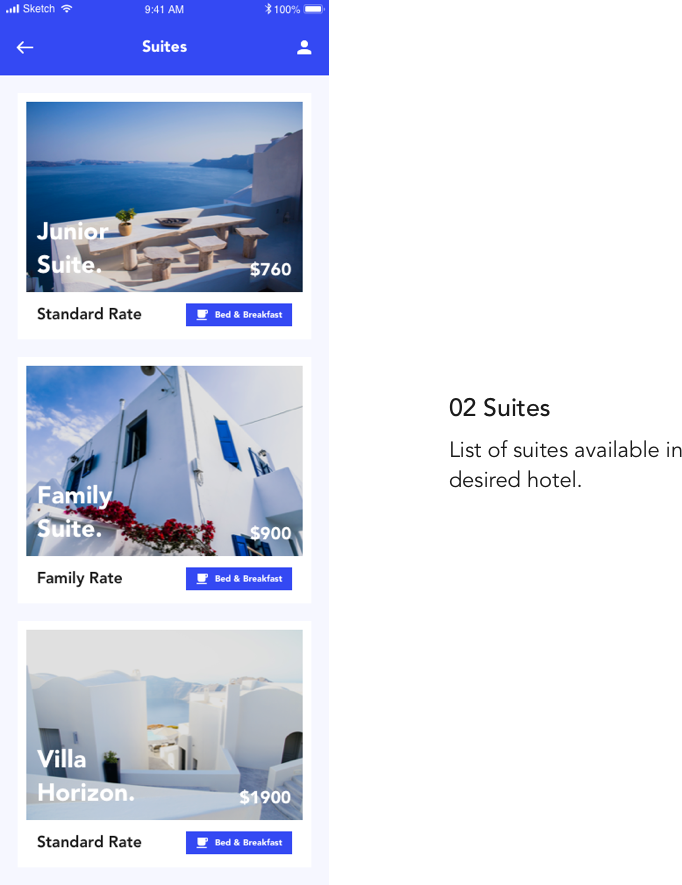 Sketch
9:41 AM
100%
Suites
Junior
Suite.
$760
Standard Rate
Bed & Breakfast
Family
Suite.
$900
Family Rate
Bed & Breakfast
Villa
Horizon.
$1900
Standard Rate
Bed & Breakfast
02 Suites
List of suites available in
desired hotel.